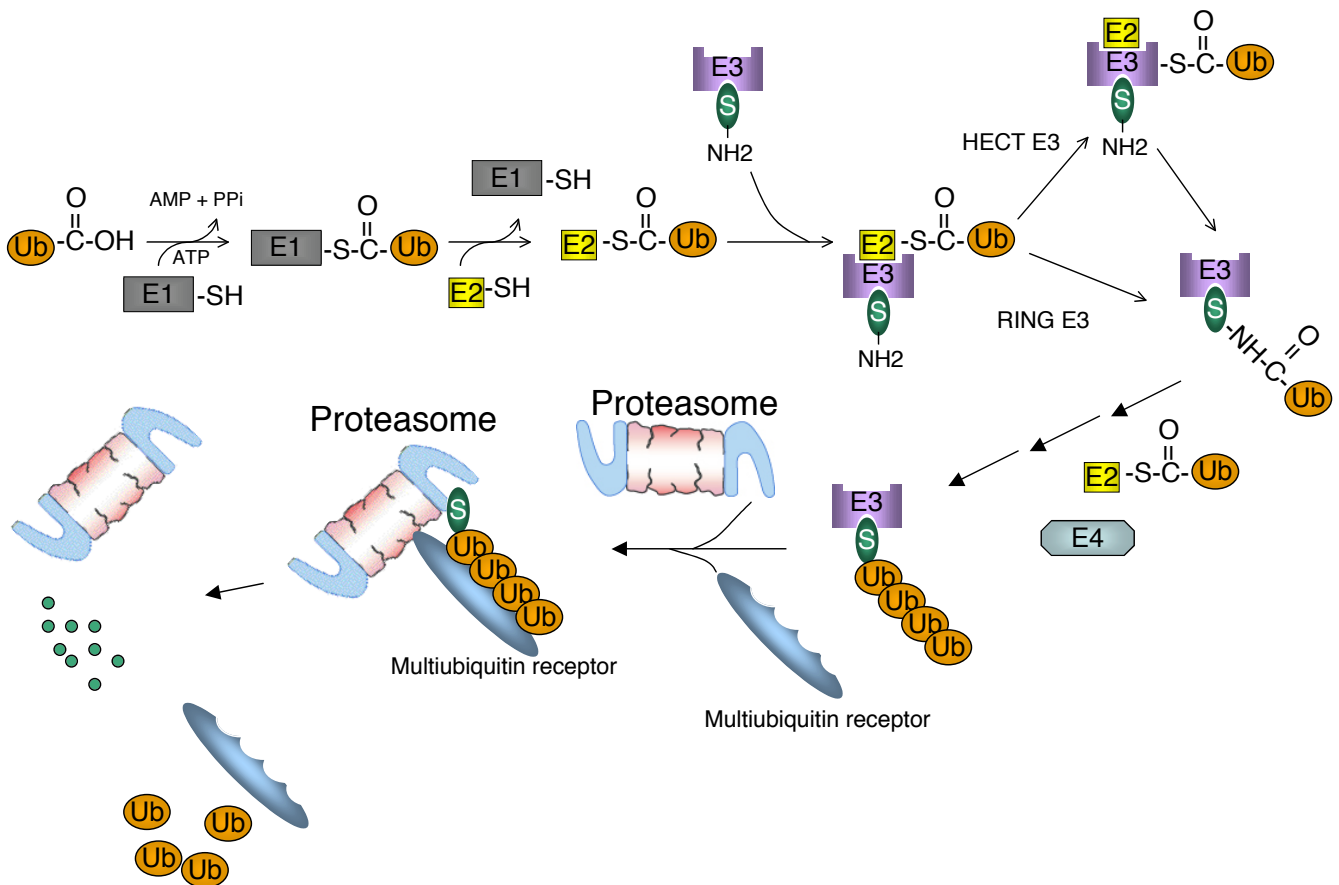 E2
O
E3 -S-C- Ub
S
NH2
E3
S
NH2
HECT E3
E1 -SH
AMP + PPi
O
Ub -C-OH
ATP
E1 -SH
O
E1 -S-C- Ub
E2 -SH
O
E2 -S-C- Ub
O
E2 -S-C- Ub
E3
S
NH2
RING E3
E3
S
-NH-C- Ub
O
Proteasome
Proteasome
O
E2 -S-C- Ub
E4
S
Ub
Ub
Ub
Ub
E3
S
Ub
Ub
Ub
Ub
Multiubiquitin receptor
Multiubiquitin receptor
Ub
Ub
Ub
Ub